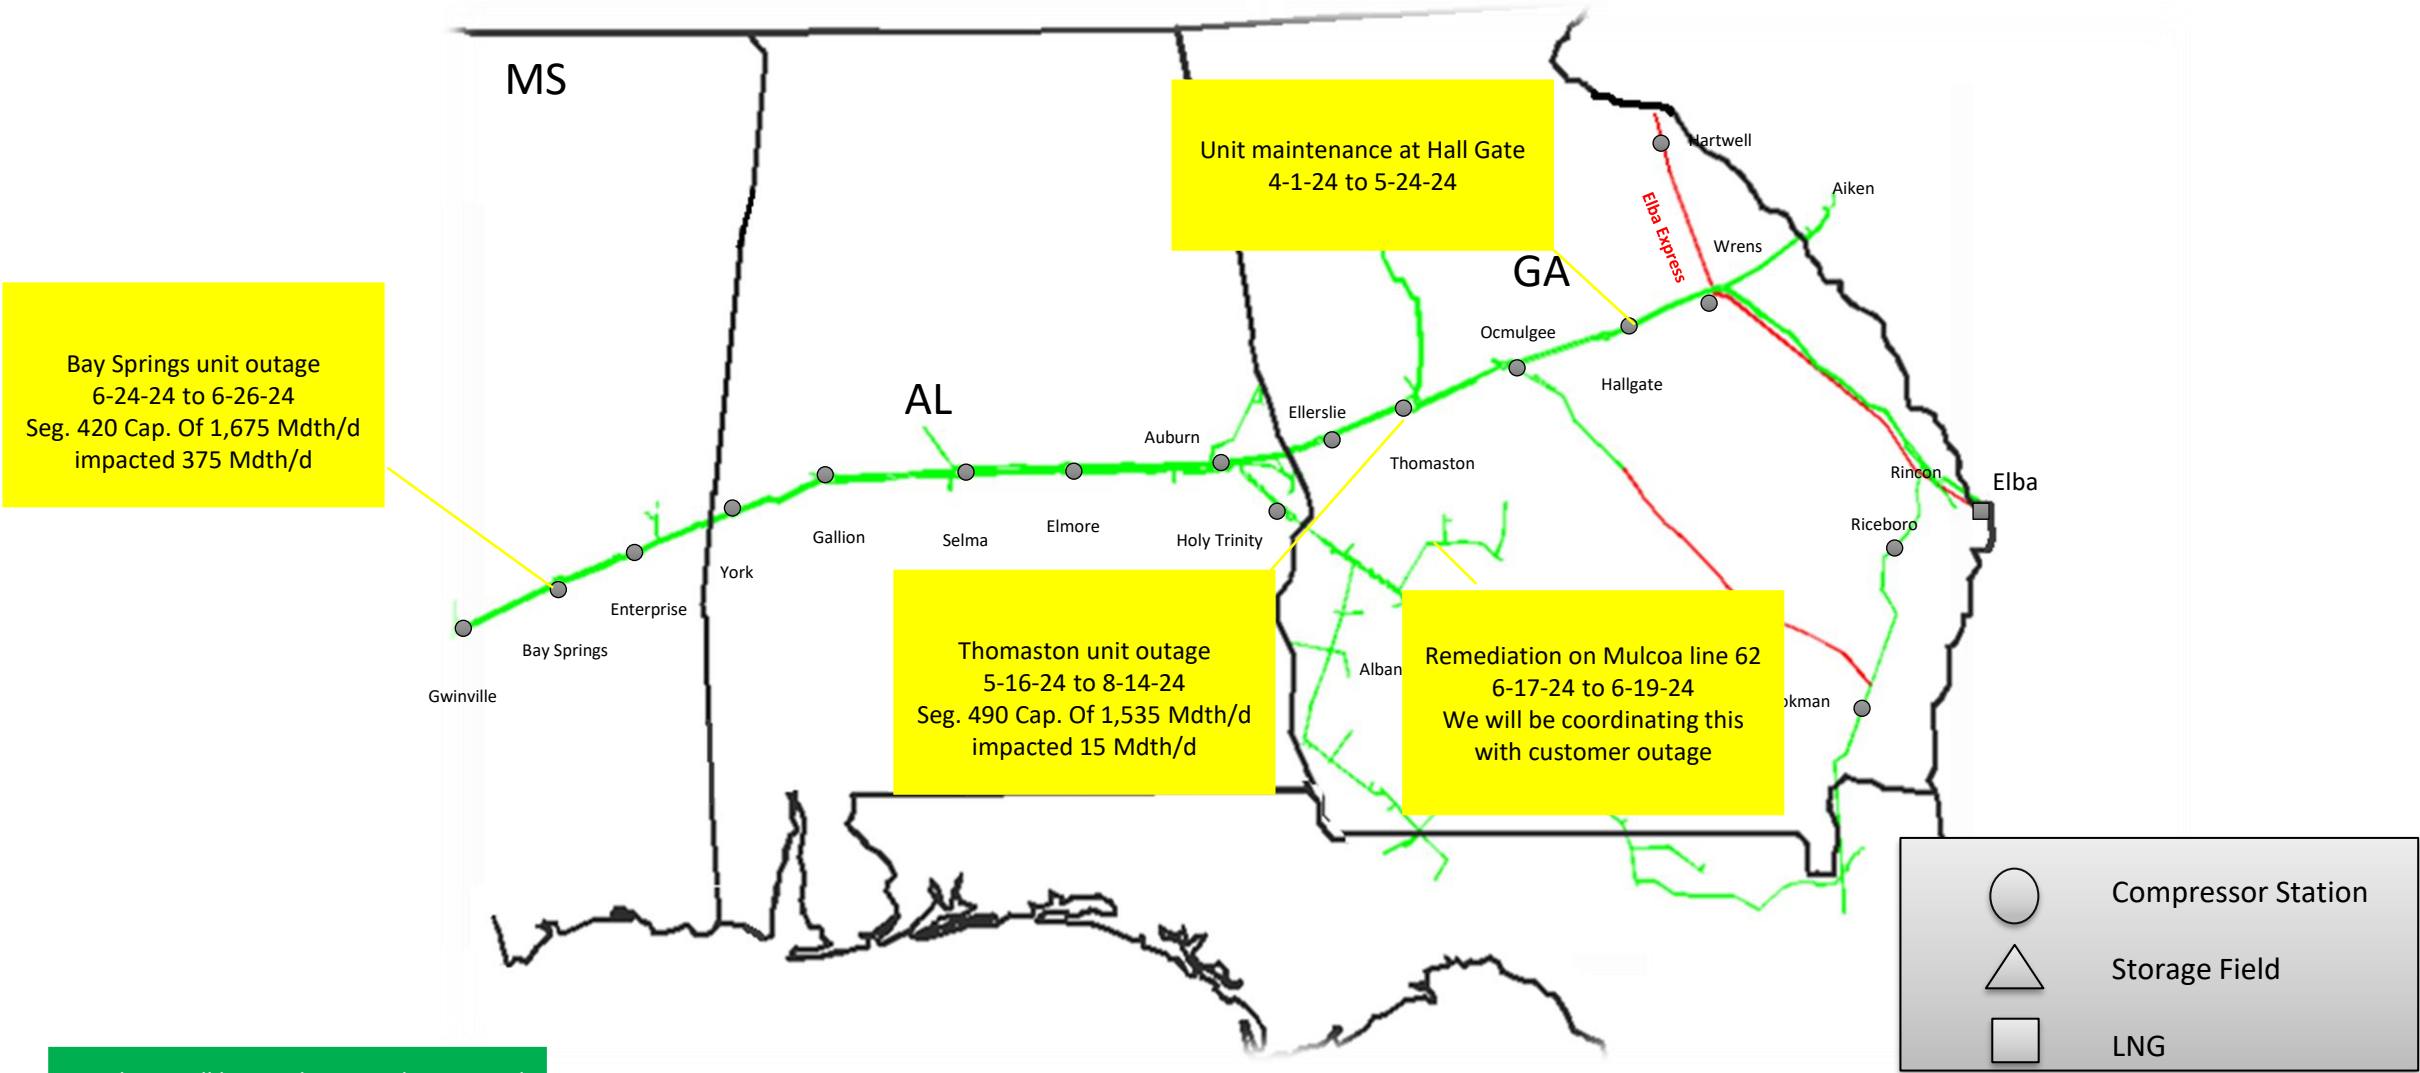 MS
Unit maintenance at Hall Gate
4-1-24 to 5-24-24
Hartwell
Aiken
Elba Express
Wrens
GA
Bay Springs unit outage
6-24-24 to 6-26-24
Seg. 420 Cap. Of 1,675 Mdth/d
impacted 375 Mdth/d
Ocmulgee
Hallgate
AL
Ellerslie
Auburn
Thomaston
Rincon
Elba
Riceboro
Gallion
Selma
Elmore
Holy Trinity
York
Enterprise
Bay Springs
Gwinville
Thomaston unit outage
5-16-24 to 8-14-24
Seg. 490 Cap. Of 1,535 Mdth/d
impacted 15 Mdth/d
Alban
Remediation on Mulcoa line 62
6-17-24 to 6-19-24
We will be coordinating this
with customer outage
okman
Compressor Station
Storage Field
LNG